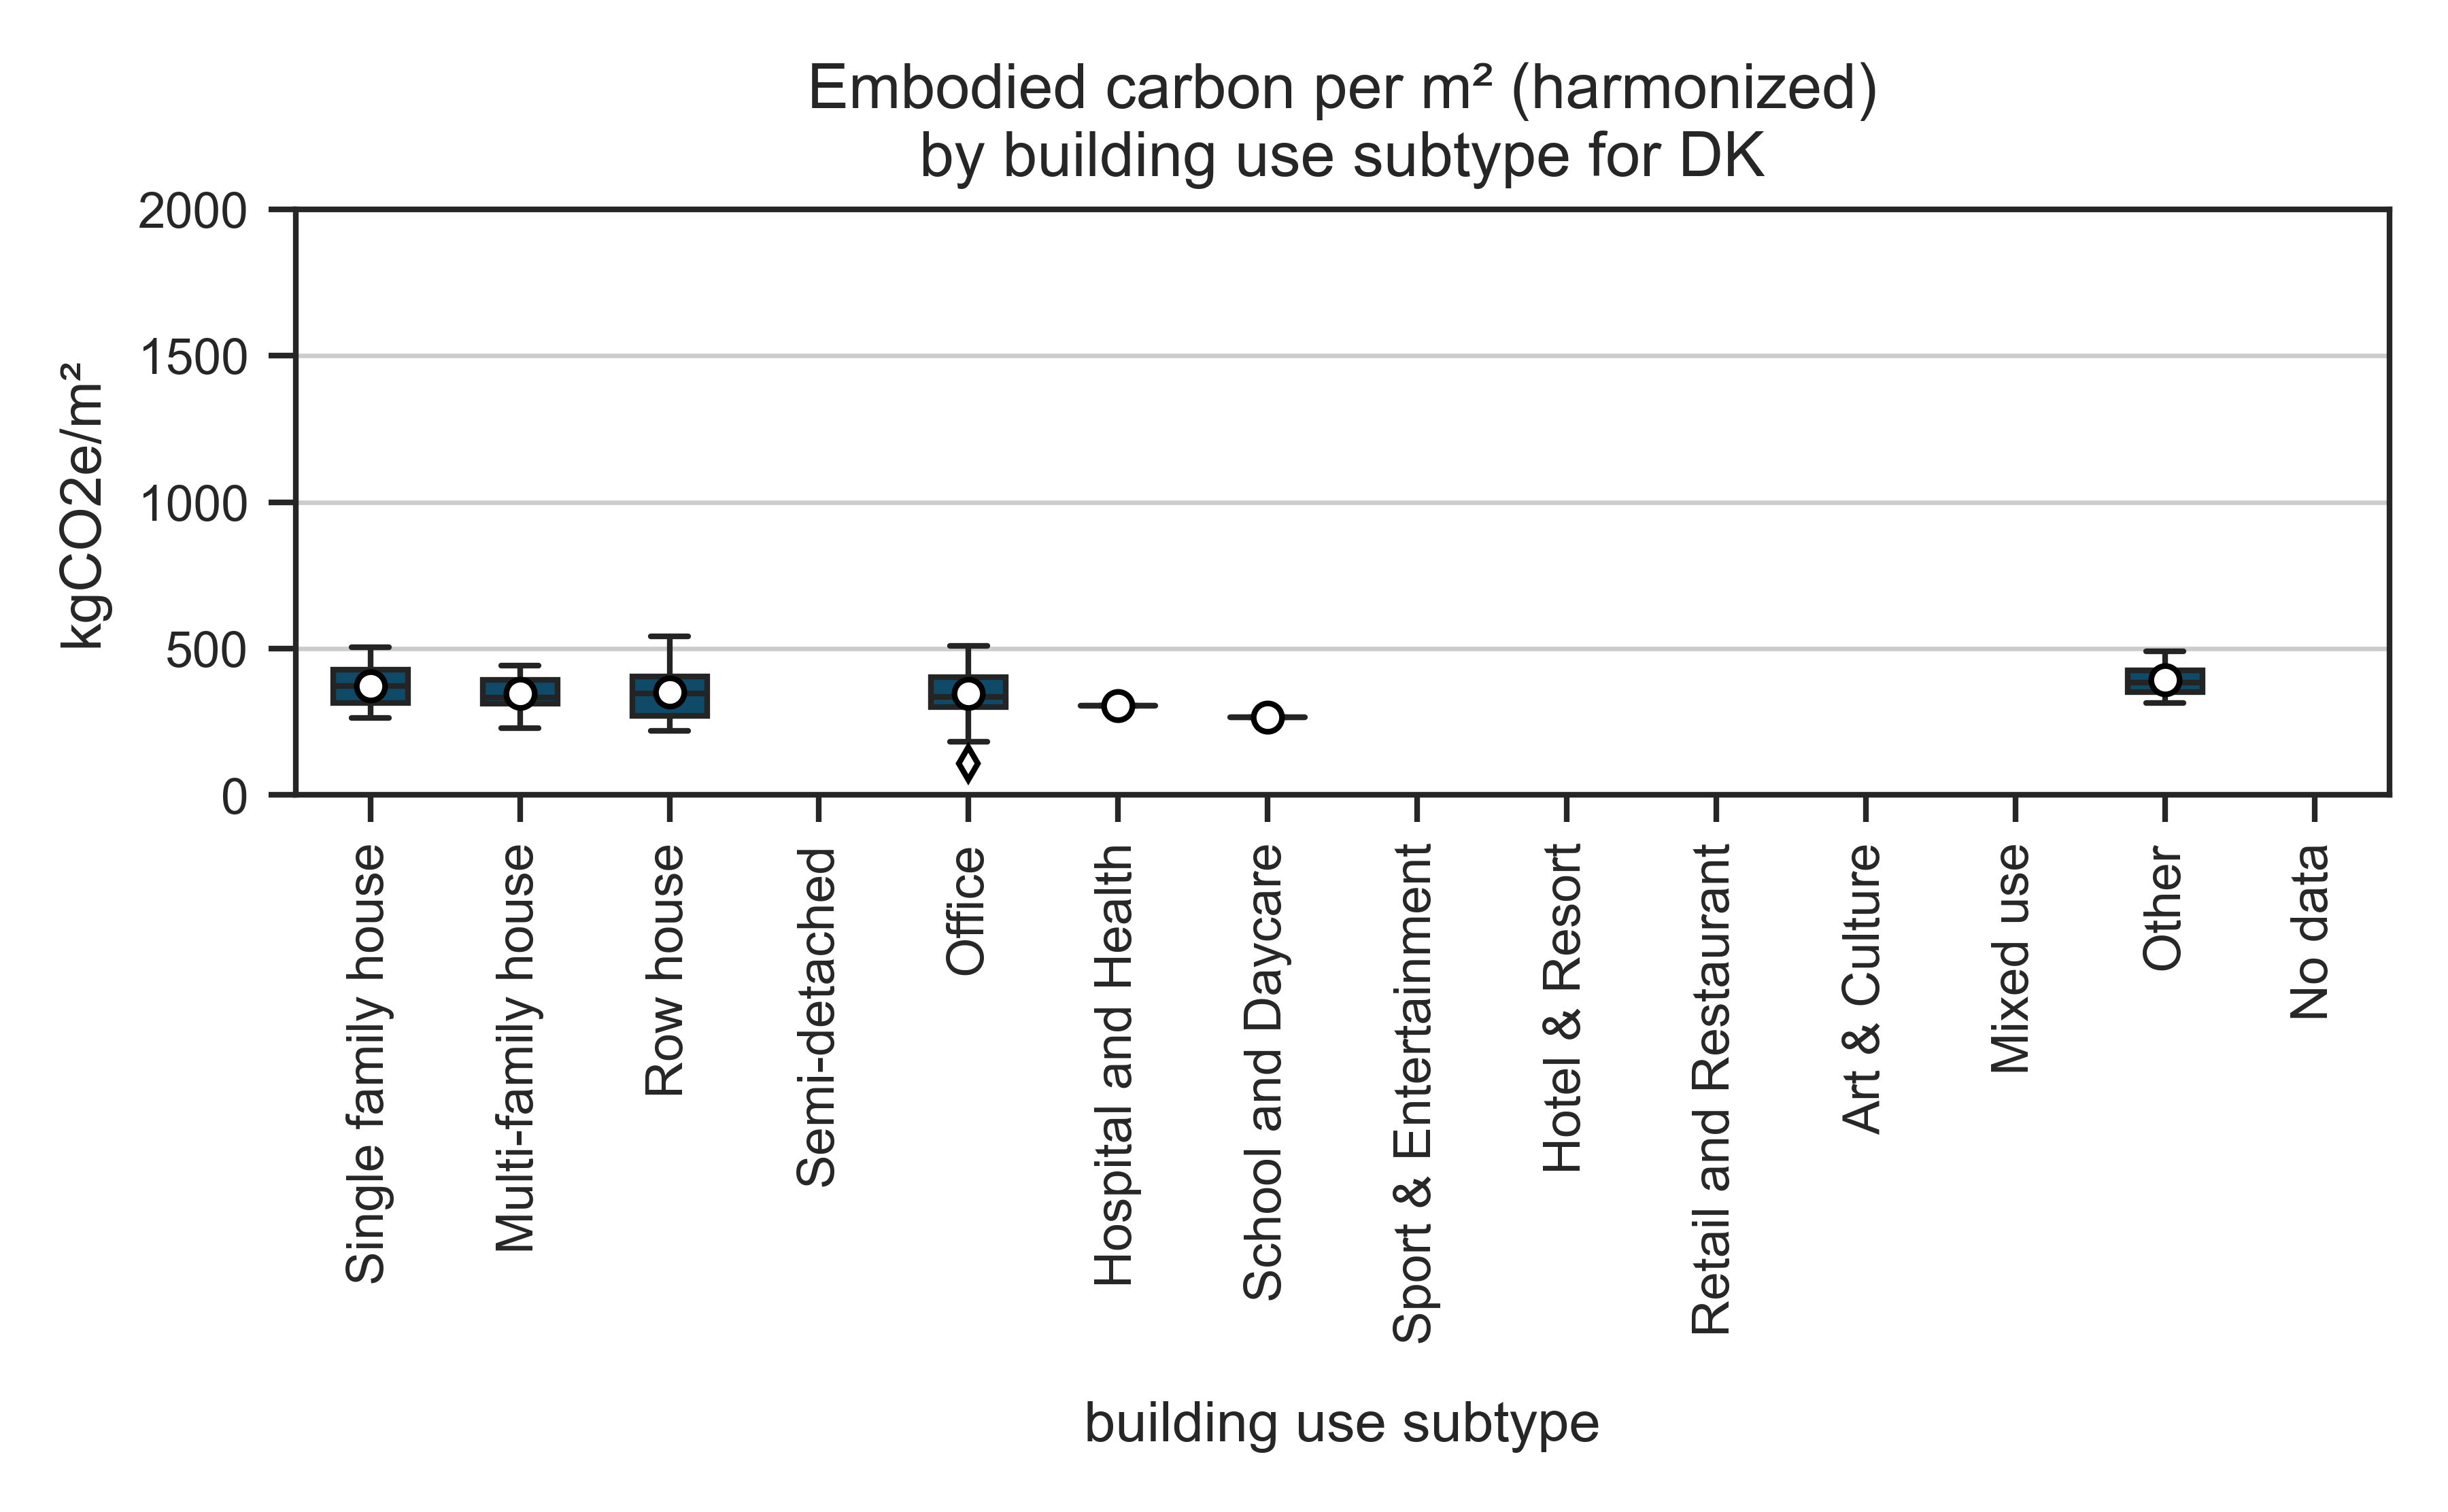 Embodied carbon per m² (harmonized)
by building use subtype for DK
kgCO2e/m²
2000
1500
1000
500
0
Single family house
Multi-family house
Row house
Semi-detached
Office
Hospital and Health
School and Daycare
Sport & Entertainment
Hotel & Resort
Retail and Restaurant
Art & Culture
Mixed use
Other
No data
building use subtype